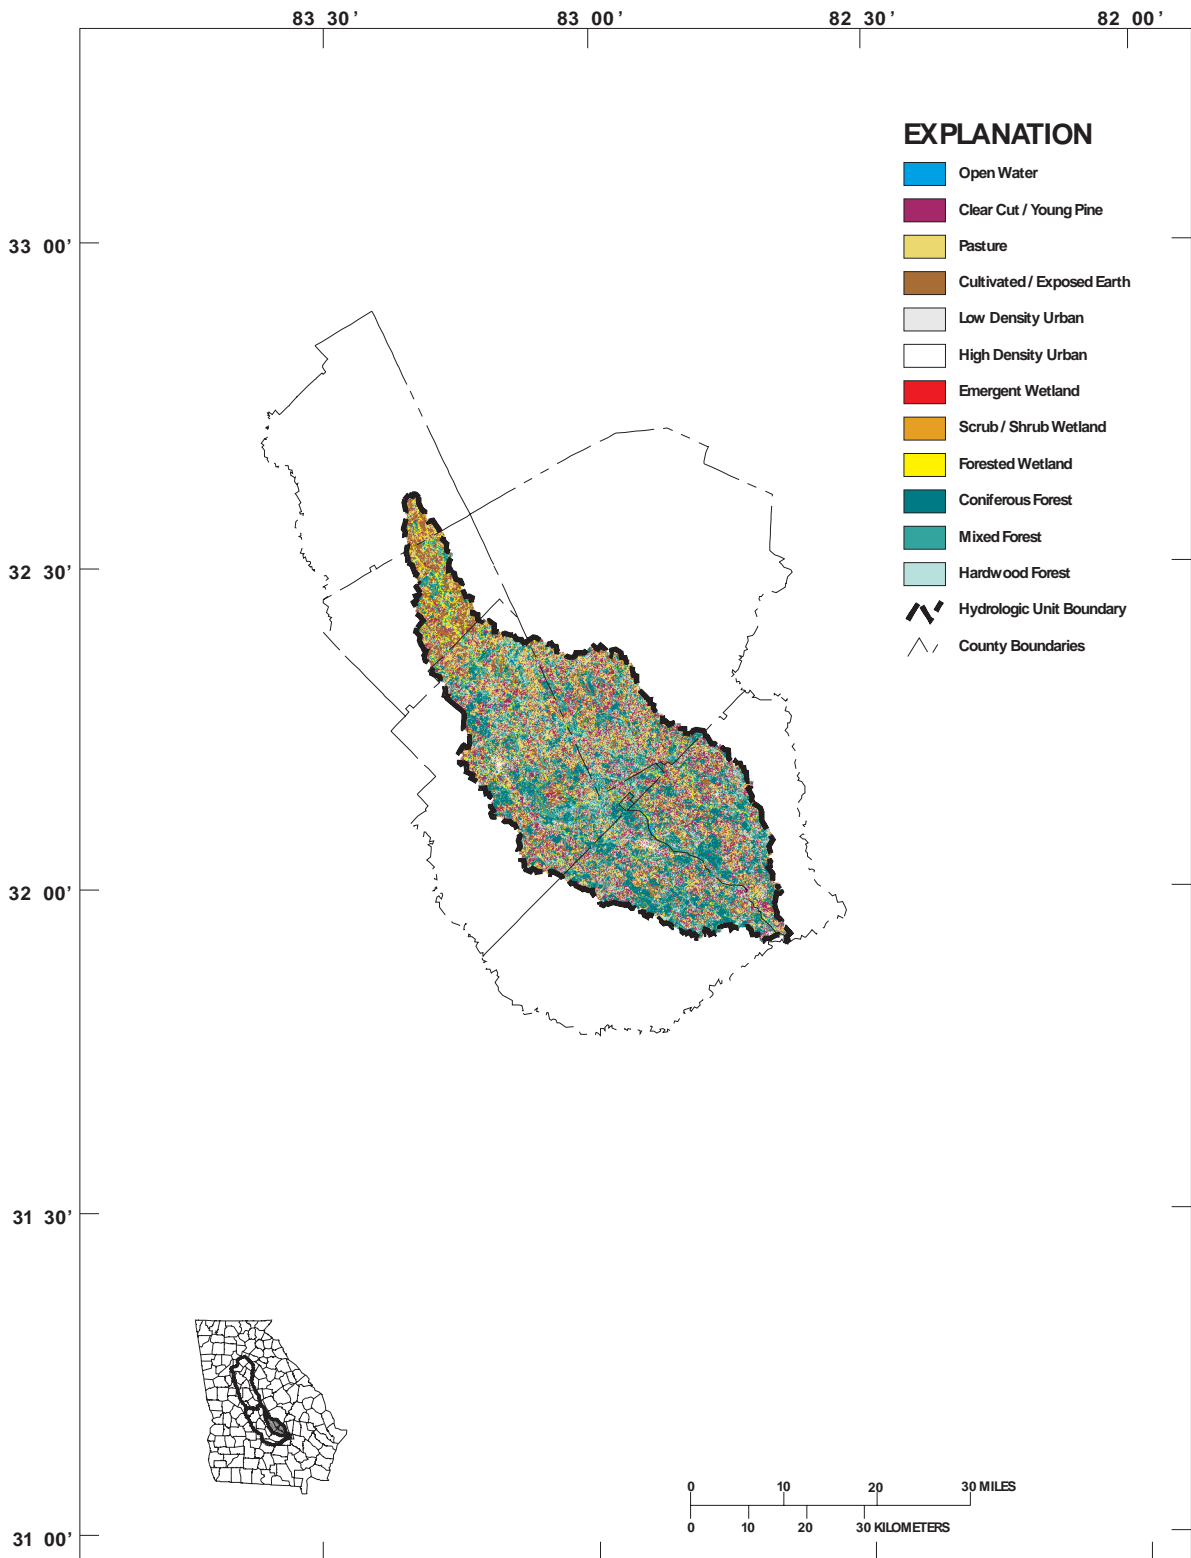 83 30’ 83 00’ 82 30’ 82 00’
EXPLANATION
Open Water
Clear Cut / Young Pine
33 00’
Pasture
Cultivated / Exposed Earth
Low Density Urban
High Density Urban
Emergent Wetland
Scrub / Shrub Wetland
Forested Wetland
Coniferous Forest
Mixed Forest
32 30’
Hardwood Forest
Hydrologic Unit Boundary
County Boundaries
32 00’
31 30’
0 10 20 30 MILES
0 10 20 30 KILOMETERS
31 00’